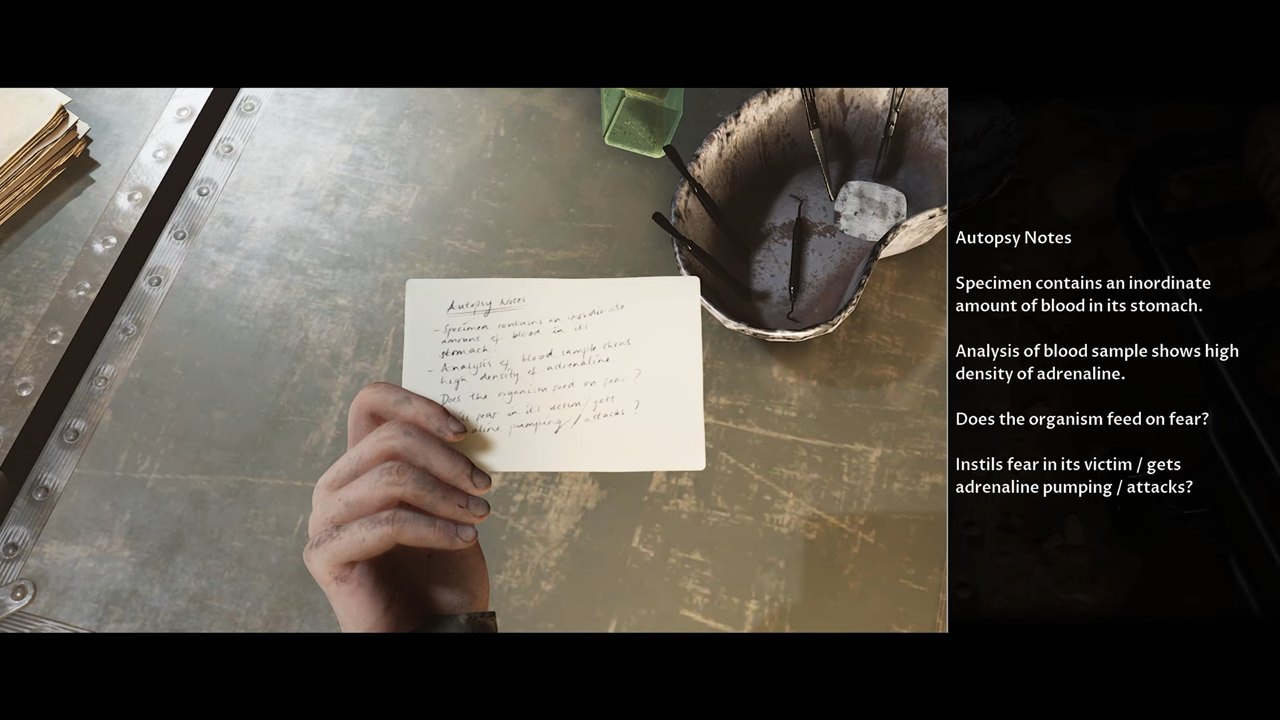 Autopsy Notes
- Specimen contains an inordinate
amount of blood in its
stomach.
- Analysis of blood sample shows
high density of adrenaline
Does the organism feed on fear?
fear in it's victim/gets
pumping/attacks?
Autopsy Notes
Specimen contains an inordinate
amount of blood in its stomach.
Analysis of blood sample shows high
density of adrenaline.
Does the organism feed on fear?
Instils fear in its victim / gets
adrenaline pumping / attacks?